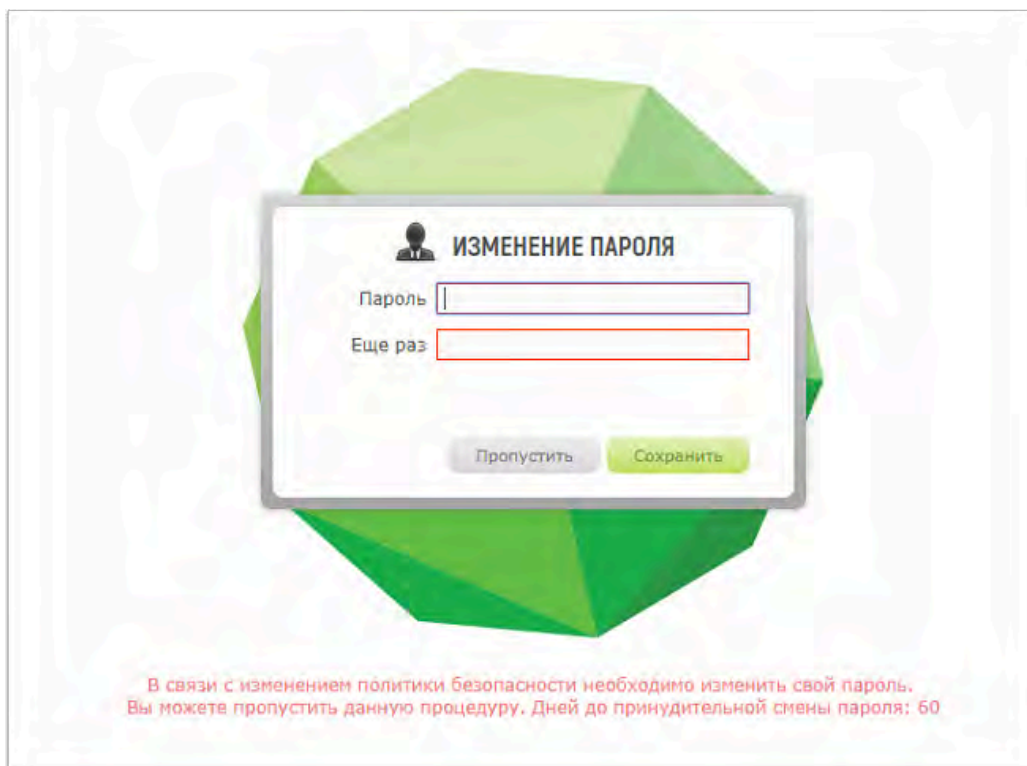 ИЗМЕНЕНИЕ ПАРОЛЯ
Пароль
Еще раз
Пропустить Сохранить
В связи с изменением политики безопасности необходимо изменить свой пароль.
Вы можете пропустить данную процедуру. Дней до принудительной смены пароля: 60